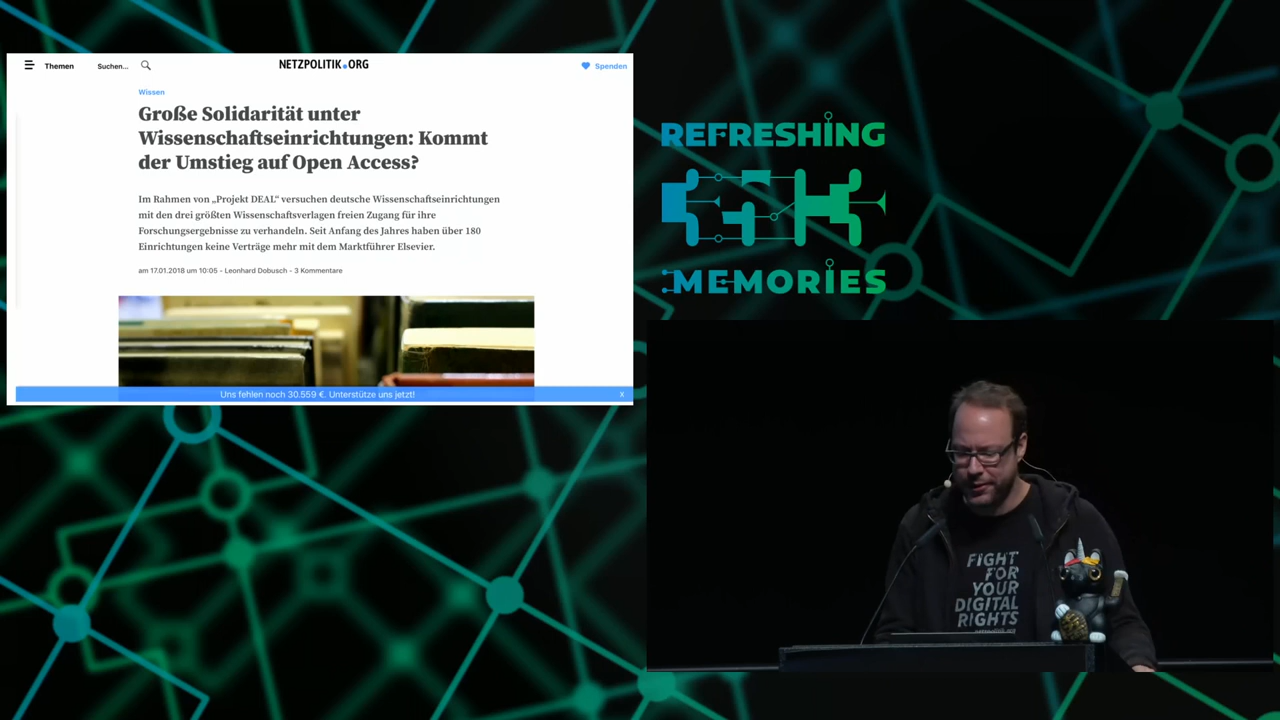 Themen
Suchen...
NETZPOLITIK.ORG
Spenden
Wissen
Große Solidarität unter
Wissenschaftseinrichtungen: Kommt
der Umstieg auf Open Access?
Im Rahmen von „Projekt DEAL“ versuchen deutsche Wissenschaftseinrichtungen
mit den drei größten Wissenschaftsverlagen freien Zugang für ihre
Forschungsergebnisse zu verhandeln. Seit Anfang des Jahres haben über 180
Einrichtungen keine Verträge mehr mit dem Marktführer Elsevier.
am 17.01.2018 um 10:05 - Leonhard Dobusch - 3 Kommentare
Uns fehlen noch 30.559 €. Unterstütze uns jetzt!
X
REFRESHING
MEMORIES
FIGHT
FOR
YOUR
DIGITAL
RIGHTS
netzpolitik.org